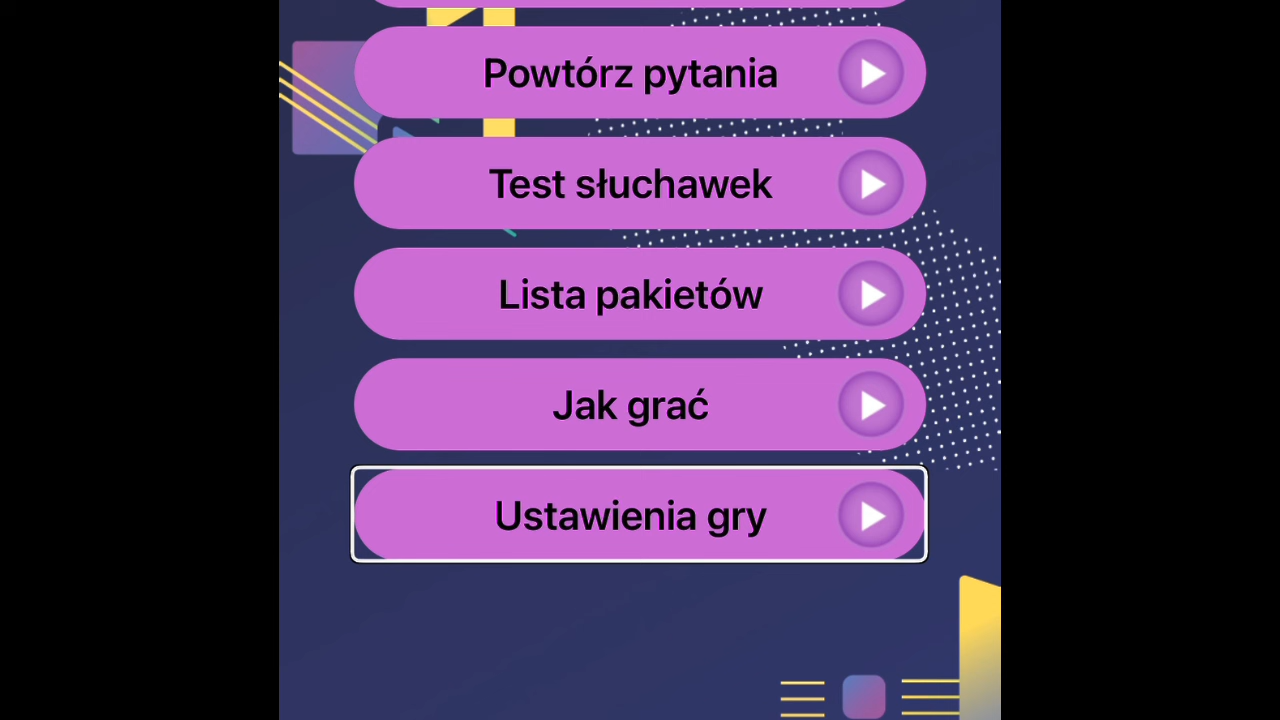 Powtórz pytania
Test słuchawek
Lista pakietów
Jak grać
Ustawienia gry